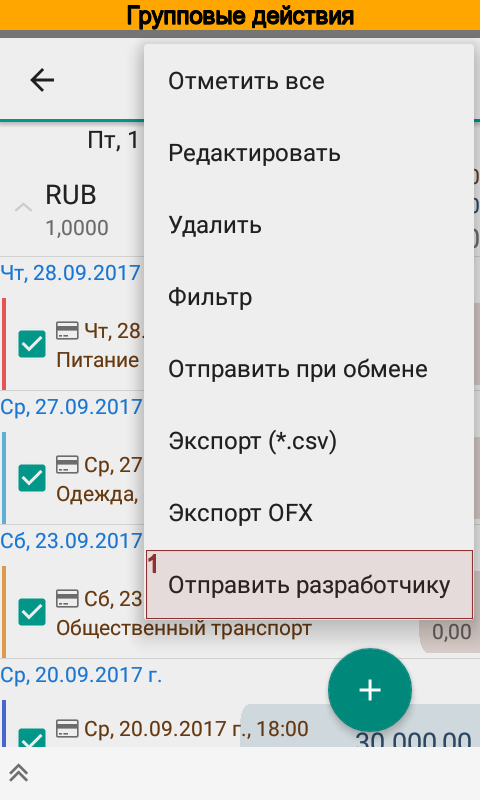 Групповые действия
Отметить все
Пт, 1
Редактировать
RUB
1,0000
Удалить
Чт, 28.09.2017
Фильтр
Чт, 28.
Питание
Отправить при обмене
Ср, 27.09.2017
Экспорт (*.csv)
Ср, 27
Одежда,
Экспорт OFX
Сб, 23.09.2017
1
Отправить разработчику
Сб, 23
Общественный транспорт
0,00
Ср, 20.09.2017 г.
+
Ср, 20.09.2017 г., 18:00
30 000,00